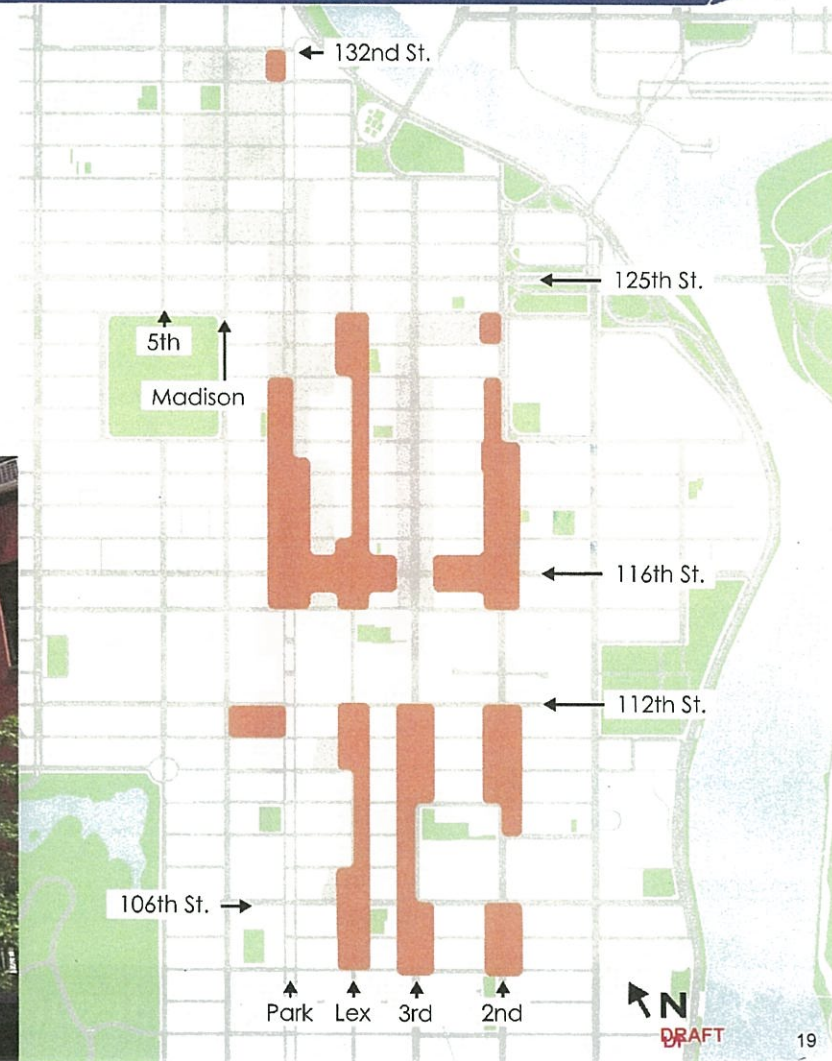 132nd St.
125th St.
5th
Madison
116th St.
112th St.
106th St.
Park
Lex
3rd
2nd
N
DRAFT
19